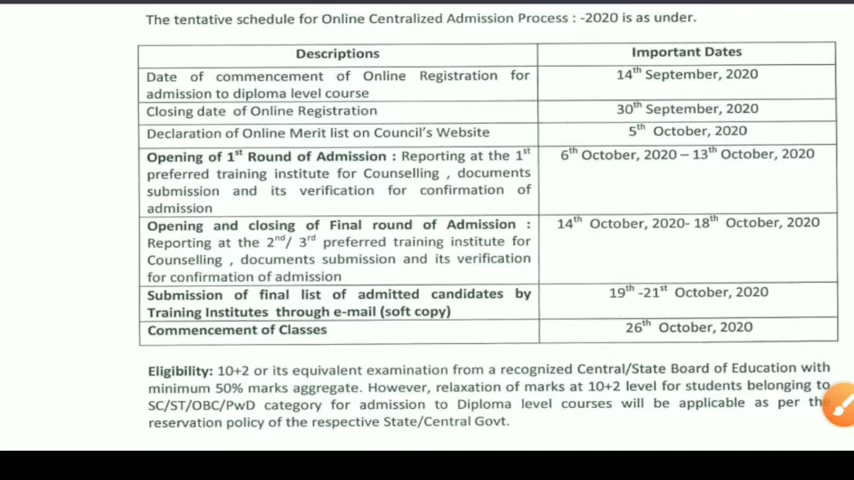 The tentative schedule for Online Centralized Admission Process : -2020 is as under.
Descriptions
Important Dates
Date of commencement of Online Registration for
admission to diploma level course
14th September, 2020
Closing date of Online Registration
30th September, 2020
Declaration of Online Merit list on Council's Website
5th October, 2020
Opening of 1st Round of Admission : Reporting at the 1st
preferred training institute for Counselling , documents
submission and its verification for confirmation of
admission
6th October, 2020 – 13th October, 2020
Opening and closing of Final round of Admission :
Reporting at the 2nd/ 3rd preferred training institute for
Counselling , documents submission and its verification
for confirmation of admission
14th October, 2020- 18th October, 2020
Submission of final list of admitted candidates by
Training Institutes through e-mail (soft copy)
19th -21st October, 2020
Commencement of Classes
26th October, 2020
Eligibility: 10+2 or its equivalent examination from a recognized Central/State Board of Education with
minimum 50% marks aggregate. However, relaxation of marks at 10+2 level for students belonging to
SC/ST/OBC/PwD category for admission to Diploma level courses will be applicable as per the
reservation policy of the respective State/Central Govt.